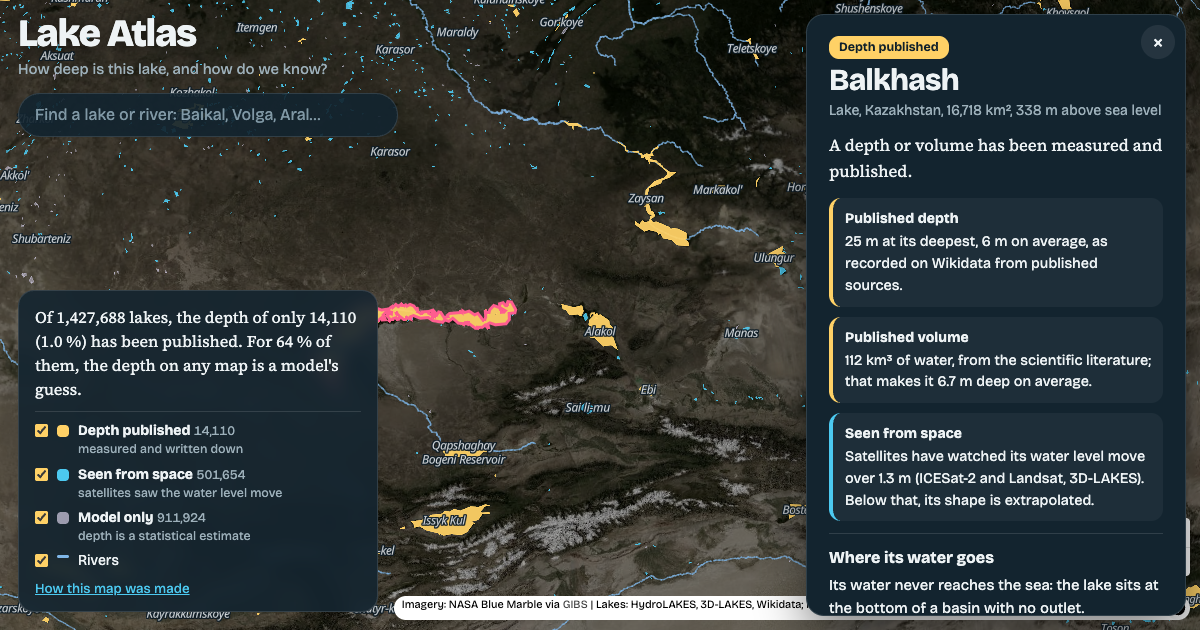 Lake Atlas
How deep is this lake, and how do we know?
Find a lake or river: Baikal, Volga, Aral...
Itemgen
Aksuat
Kozhakol
Maraldy
Karasor
Gorkoye
Teletskoye
Shushenskoye
Karasor
Akkol'
Shubarteniz
Zaysan
Markakol'
Ulungur
Alakol
Manas
Ebi
Sailimu
Qapshaghay
Bogeni Reservoir
Issyk Kul
Of 1,427,688 lakes, the depth of only 14,110
(1.0 %) has been published. For 64 % of
them, the depth on any map is a model's
guess.
Depth published 14,110
measured and written down
Seen from space 501,654
satellites saw the water level move
Model only 911,924
depth is a statistical estimate
Rivers
How this map was made
Imagery: NASA Blue Marble via GIBS | Lakes: HydroLAKES, 3D-LAKES, Wikidata;
Depth published
×
Balkhash
Lake, Kazakhstan, 16,718 km², 338 m above sea level
A depth or volume has been measured and
published.
Published depth
25 m at its deepest, 6 m on average, as
recorded on Wikidata from published
sources.
Published volume
112 km³ of water, from the scientific literature;
that makes it 6.7 m deep on average.
Seen from space
Satellites have watched its water level move
over 1.3 m (ICESat-2 and Landsat, 3D-LAKES).
Below that, its shape is extrapolated.
Where its water goes
Its water never reaches the sea: the lake sits at
the bottom of a basin with no outlet.